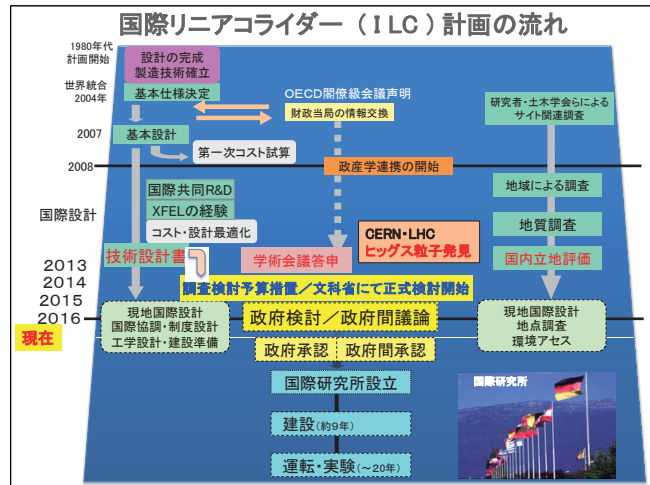 国際リニアコライダー（ILC）計画の流れ
1980年代
計画開始
設計の完成
製造技術確立
世界統合
2004年
基本仕様決定
OECD閣僚級会議声明
財政当局の情報交換
研究者・土木学会らによる
サイト関連調査
2007
基本設計
第一次コスト試算
2008
政産学連携の開始
国際設計
国際共同R&D
XFELの経験
コスト・設計最適化
地域による調査
地質調査
CERN・LHC
ヒッグス粒子発見
技術設計書
学術会議答申
国内立地評価
2013
2014
調査検討予算措置／文科省にて正式検討開始
2015
2016
現在
現地国際設計
国際協調・制度設計
工学設計・建設準備
政府検討／政府間議論
現地国際設計
地点調査
環境アセス
政府承認
政府間承認
国際研究所設立
国際研究所
建設(約9年)
運転・実験(～20年)